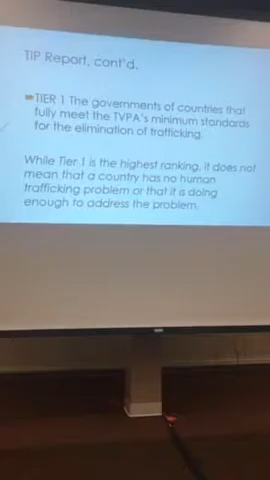 TIP Report, cont'd.
TIER 1 The governments of countries that
fully meet the TVPA's minimum standards
for the elimination of trafficking.
While Tier 1 is the highest ranking, it does not
mean that a country has no human
trafficking problem or that it is doing
enough to address the problem.